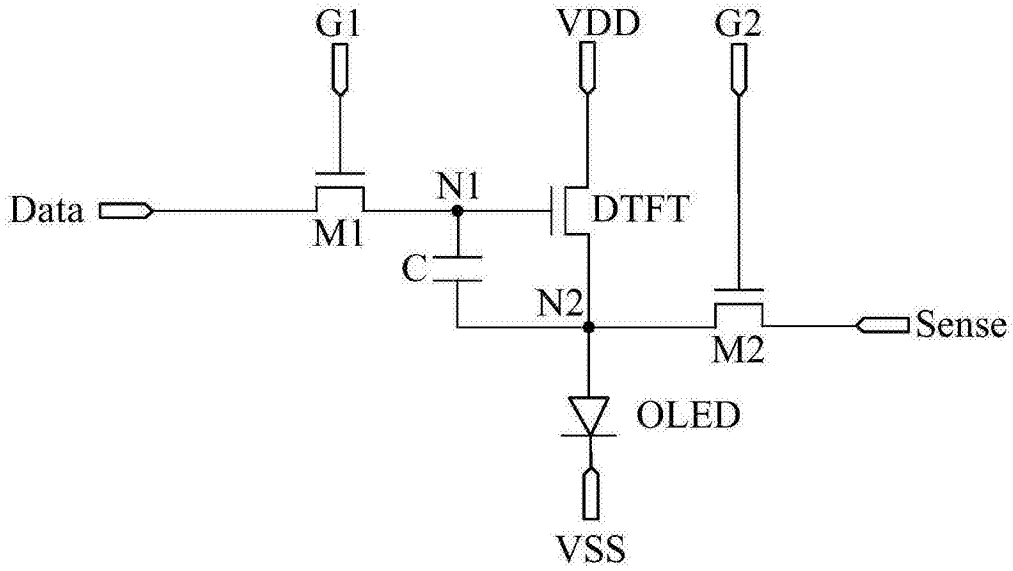 G1 VDD G2
N1
Data DTFT
M1
C
N2
Sense
M2
OLED
VSS